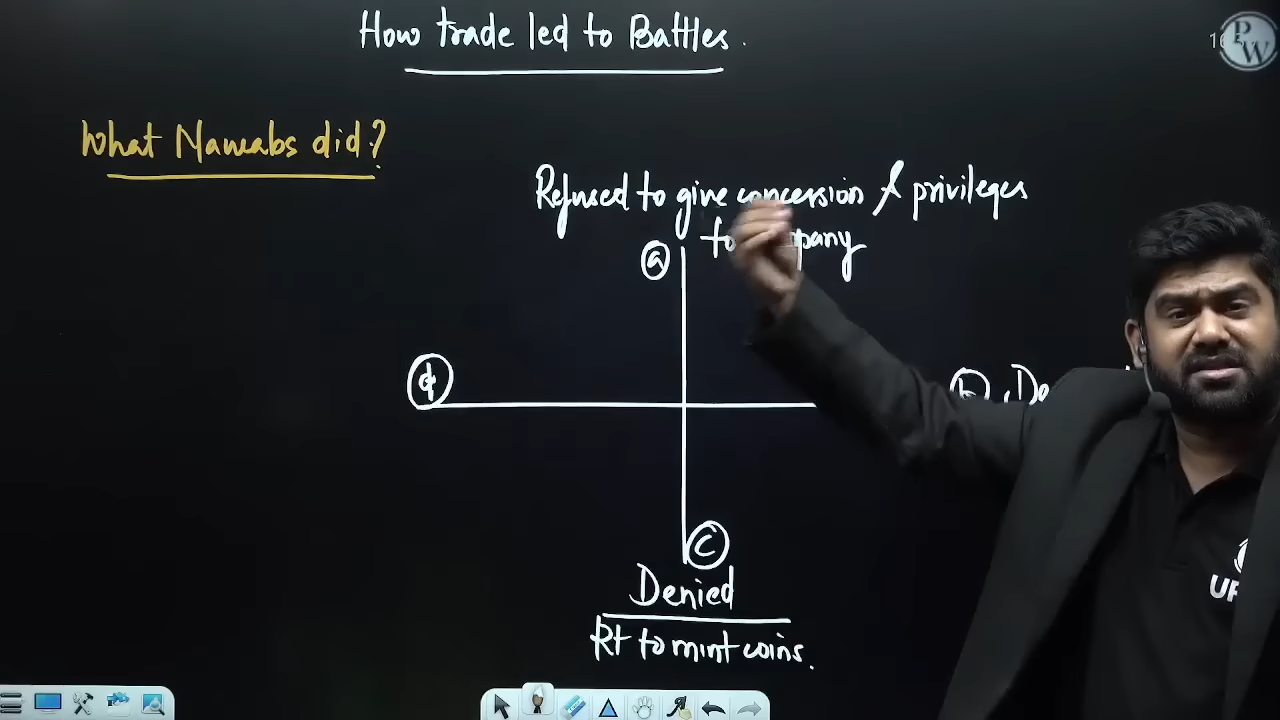 How trade led to Battles.
PW
What Nawabs did?
Refused to give concession & privileges
to
a
d
b
c
Denied
Rt to mint coins.